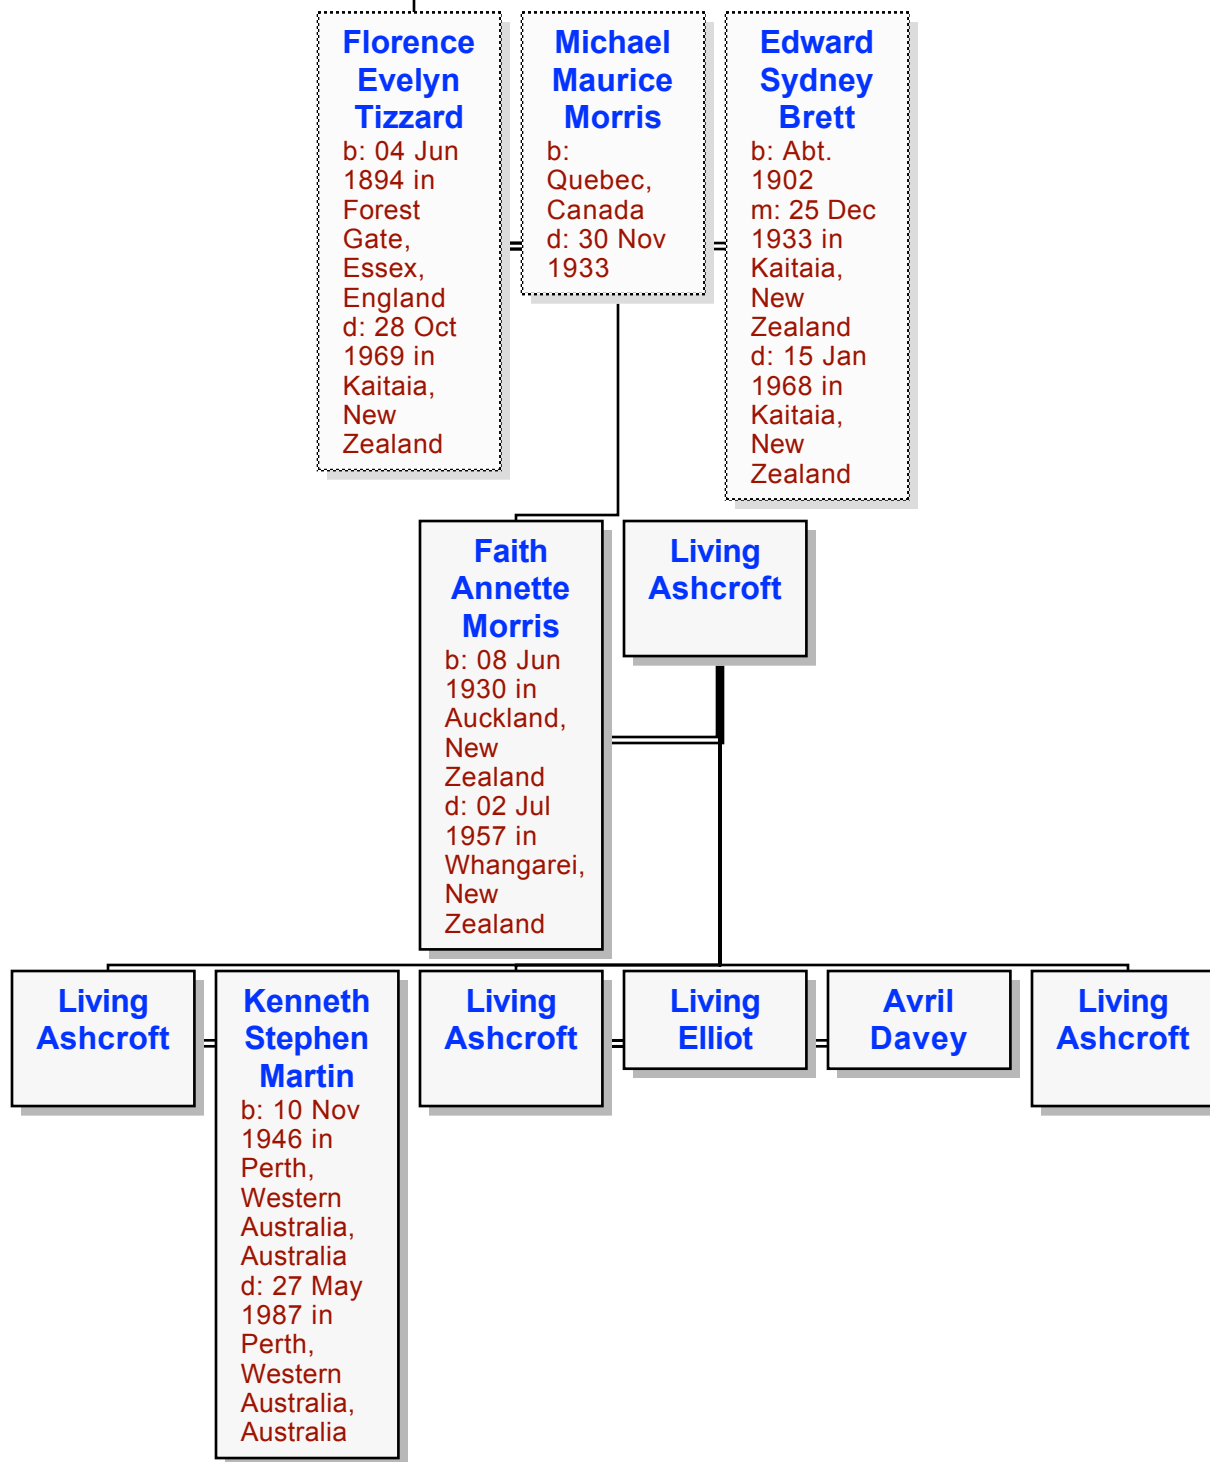 Florence
Evelyn
Tizzard
b: 04 Jun
1894 in
Forest
Gate,
Essex,
England
d: 28 Oct
1969 in
Kaitaia,
New
Zealand
Michael
Maurice
Morris
b:
Quebec,
Canada
d: 30 Nov
1933
Edward
Sydney
Brett
b: Abt.
1902
m: 25 Dec
1933 in
Kaitaia,
New
Zealand
d: 15 Jan
1968 in
Kaitaia,
New
Zealand
Faith
Annette
Morris
b: 08 Jun
1930 in
Auckland,
New
Zealand
d: 02 Jul
1957 in
Whangarei,
New
Zealand
Living
Ashcroft
Living
Ashcroft
Kenneth
Stephen
Martin
b: 10 Nov
1946 in
Perth,
Western
Australia,
Australia
d: 27 May
1987 in
Perth,
Western
Australia,
Australia
Living
Ashcroft
Living
Elliot
Avril
Davey
Living
Ashcroft